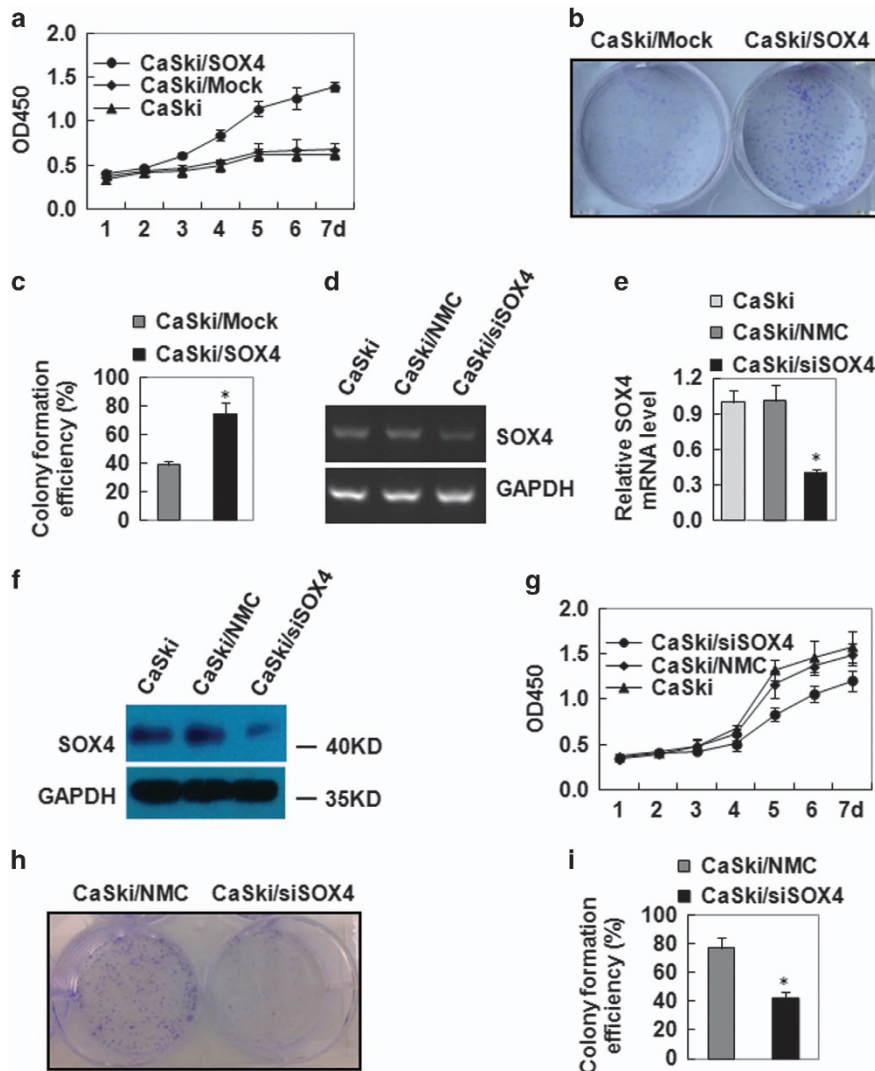 a
CaSki/SOX4
CaSki/Mock
CaSki
OD450
2.0
1.5
1.0
0.5
0.0
1 2 3 4 5 6 7d
b
CaSki/Mock CaSki/SOX4
c
CaSki/Mock
CaSki/SOX4
Colony formation
efficiency (%)
100
80
60
40
20
0
*
d
CaSki CaSki/NMC CaSki/siSOX4
SOX4
GAPDH
e
CaSki
CaSki/NMC
CaSki/siSOX4
Relative SOX4
mRNA level
1.2
0.9
0.6
0.3
0.0
*
f
CaSki CaSki/NMC CaSki/siSOX4
SOX4
40KD
GAPDH
35KD
g
CaSki/siSOX4
CaSki/NMC
CaSki
OD450
2.0
1.5
1.0
0.5
0.0
1 2 3 4 5 6 7d
h
CaSki/NMC CaSki/siSOX4
i
CaSki/NMC
CaSki/siSOX4
Colony formation
efficiency (%)
100
80
60
40
20
0
*